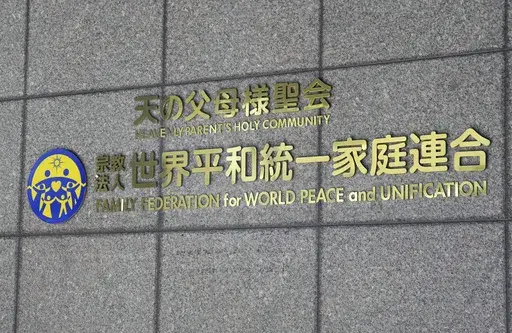 天の父母様聖会
HEAVENLY PARENT'S HOLY COMMUNITY
宗教法人 世界平和統一家庭連合
FAMILY FEDERATION for WORLD PEACE and UNIFICATION